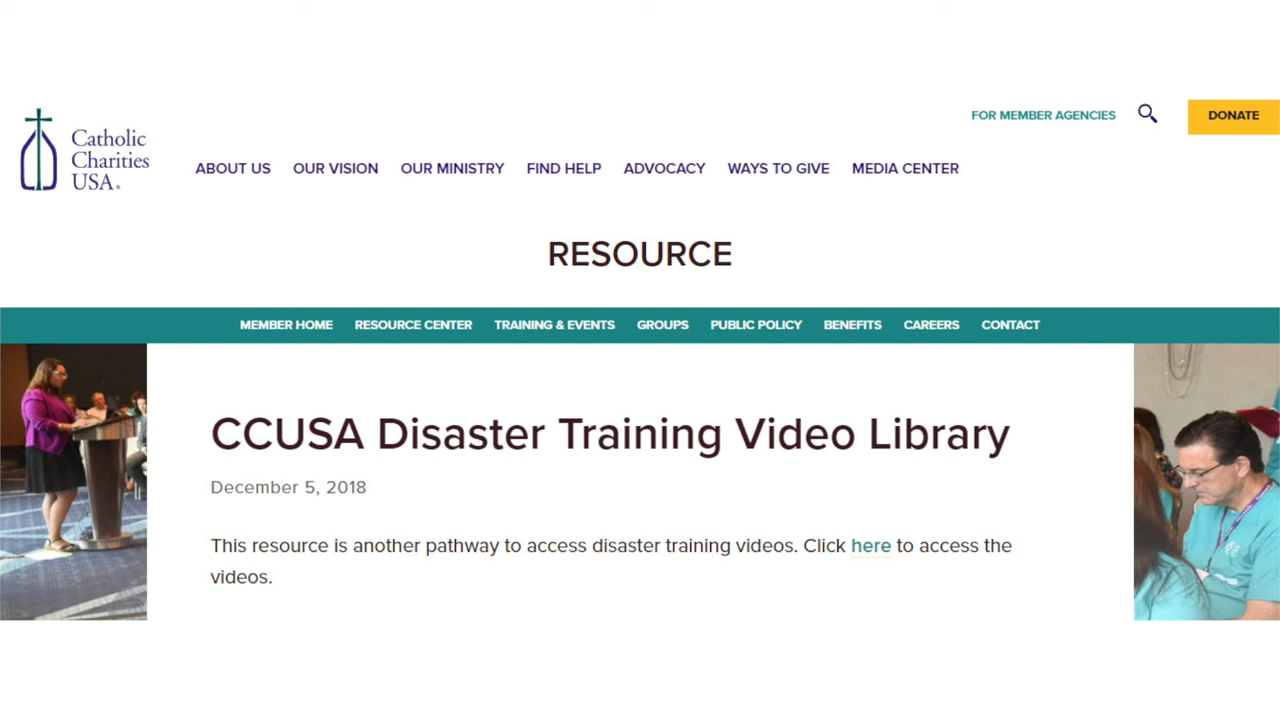 FOR MEMBER AGENCIES
DONATE
Catholic
Charities
USA®
ABOUT US OUR VISION OUR MINISTRY FIND HELP ADVOCACY WAYS TO GIVE MEDIA CENTER
RESOURCE
MEMBER HOME RESOURCE CENTER TRAINING & EVENTS GROUPS PUBLIC POLICY BENEFITS CAREERS CONTACT
CCUSA Disaster Training Video Library
December 5, 2018
This resource is another pathway to access disaster training videos. Click here to access the
videos.